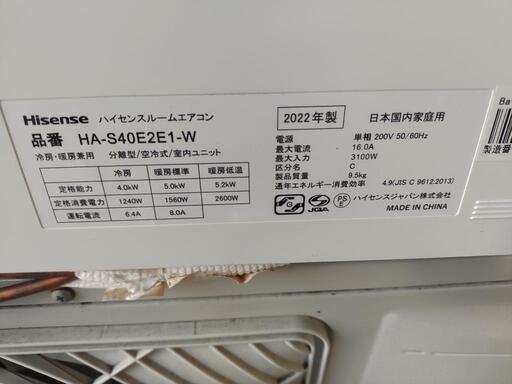 Hisense ハイセンスルームエアコン
品番 HA-S40E2E1-W
冷房・暖房兼用 分離型/空冷式/室内ユニット
冷房 暖房標準 暖房低温
定格能力 4.0kW 5.0kW 5.2kW
定格消費電力 1240W 1560W 2600W
運転電流 6.4A 8.0A
2022年製 日本国内家庭用
電源 単相 200V 50/60Hz
最大電流 16.0A
最大入力 3100W
区分名 C
製品質量 9.5kg
通年エネルギー消費効率 4.9(JIS C 9612:2013)
JQA PS E ハイセンスジャパン株式会社
MADE IN CHINA
Ba
製造番